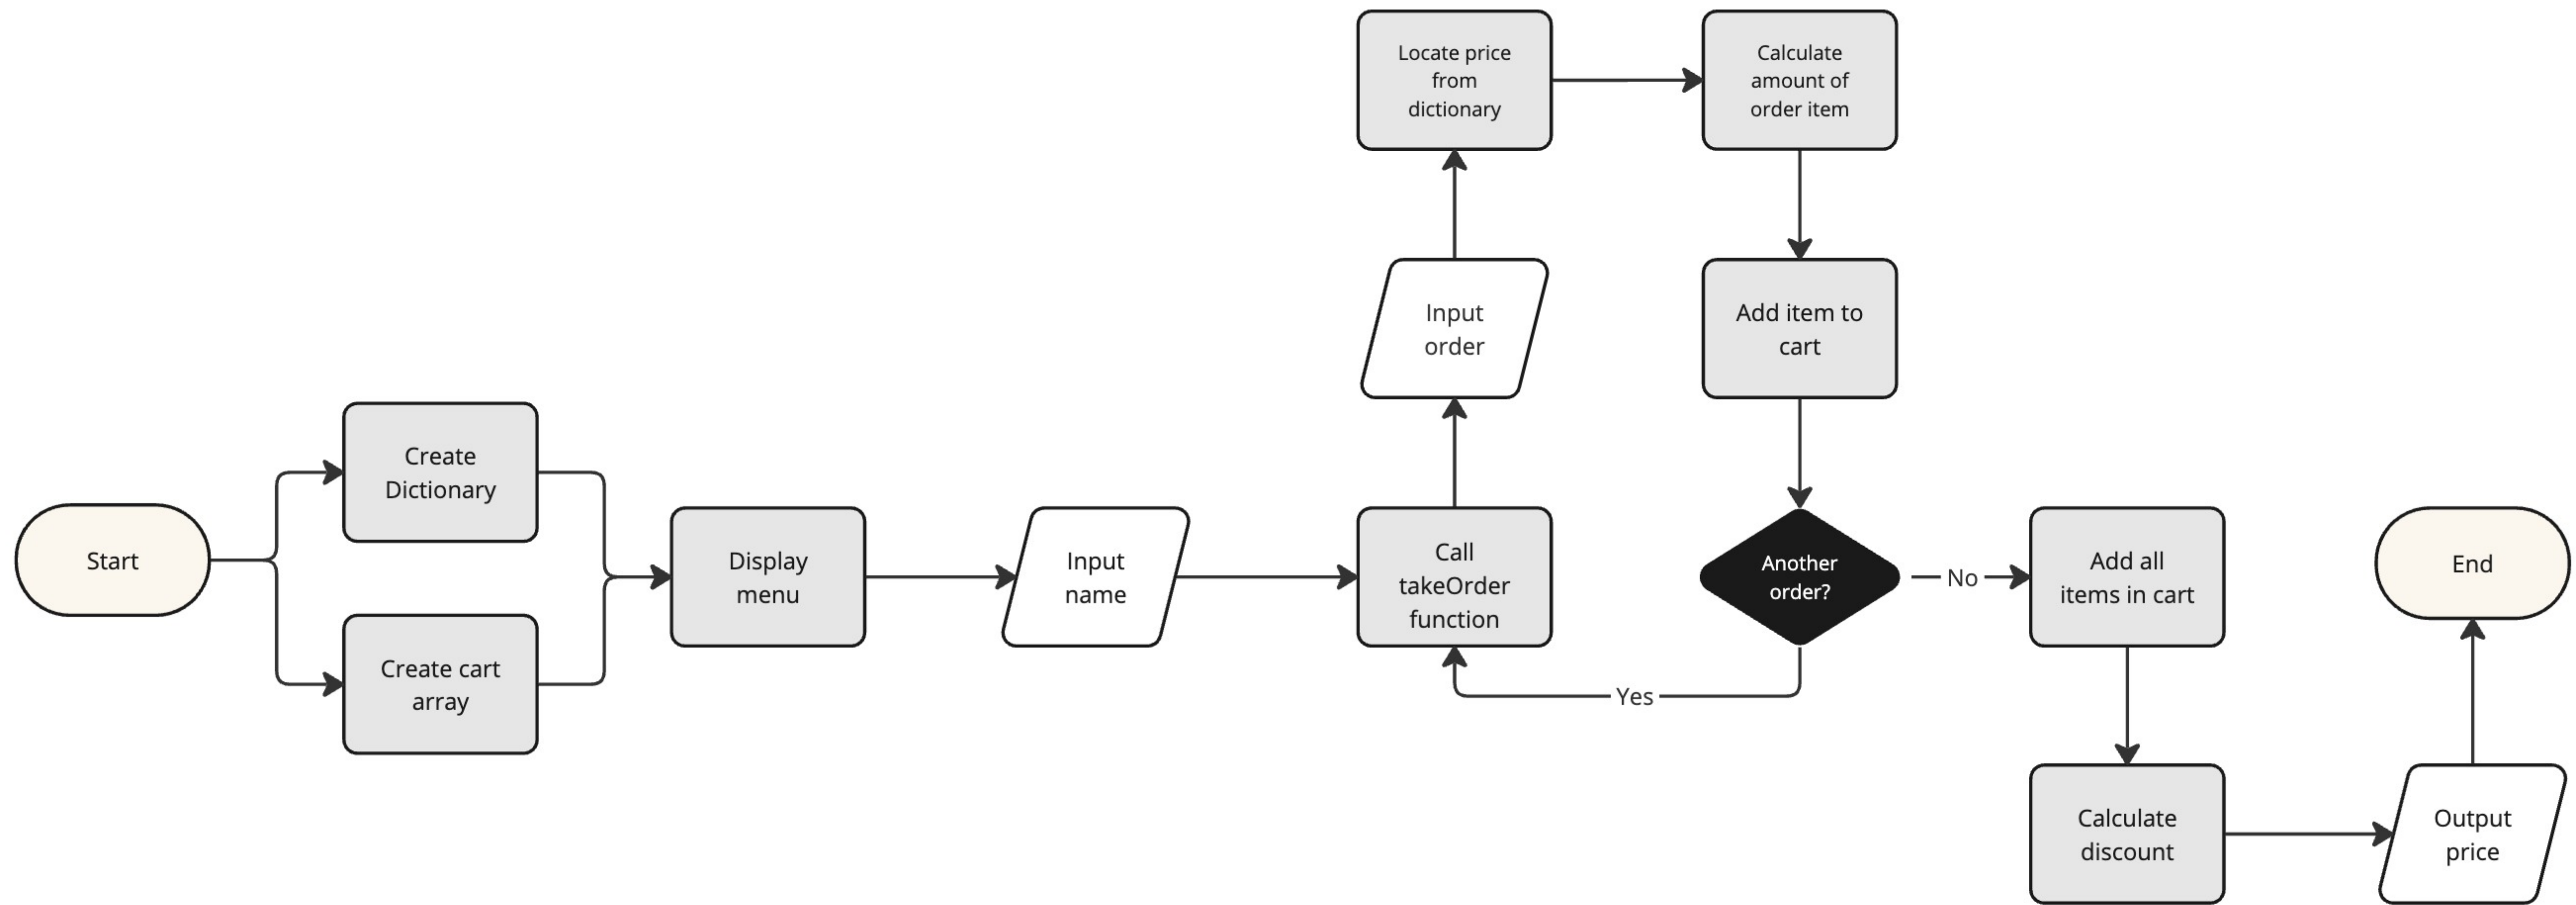 Start
Create
Dictionary
Create cart
array
Display
menu
Input
name
Call
takeOrder
function
Input
order
Locate price
from
dictionary
Calculate
amount of
order item
Add item to
cart
Another
order?
Yes
No
Add all
items in cart
Calculate
discount
Output
price
End